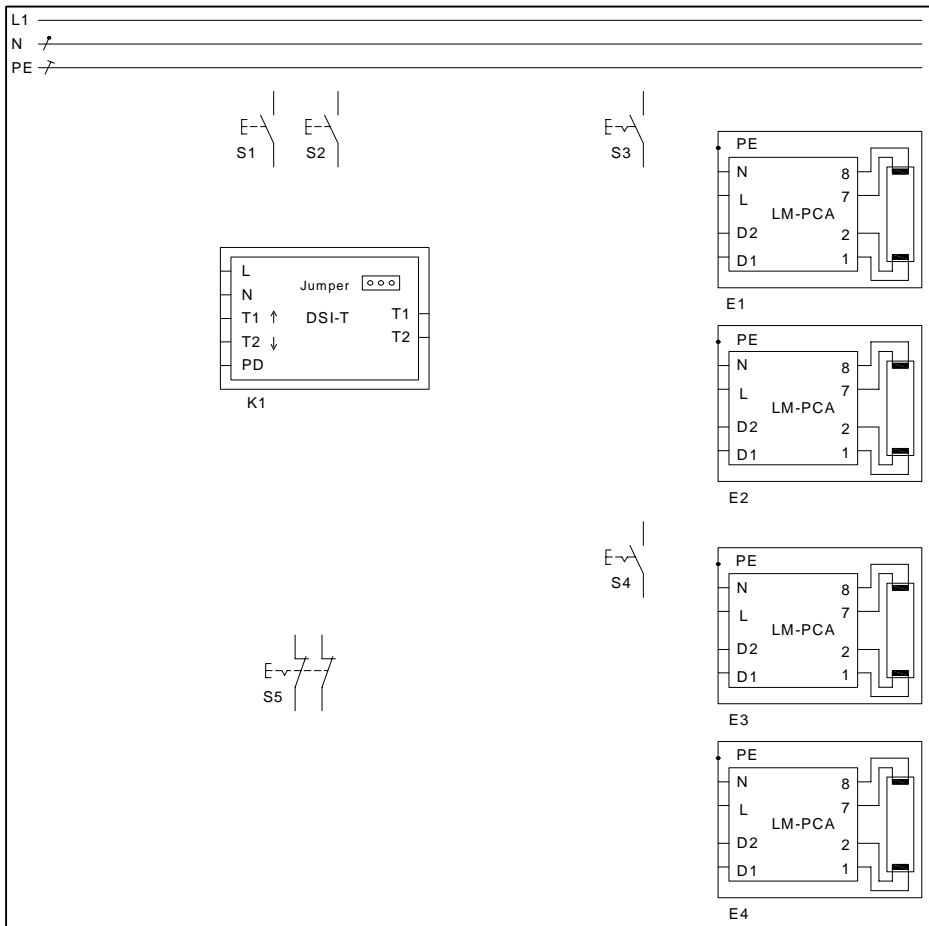 L1
N
PE
S1
S2
S3
L
N
T1 ↑
T2 ↓
PD
Jumper
DSI-T
T1
T2
K1
PE
N
L
D2
D1
LM-PCA
8
7
2
1
E1
PE
N
L
D2
D1
LM-PCA
8
7
2
1
E2
S4
S5
PE
N
L
D2
D1
LM-PCA
8
7
2
1
E3
PE
N
L
D2
D1
LM-PCA
8
7
2
1
E4